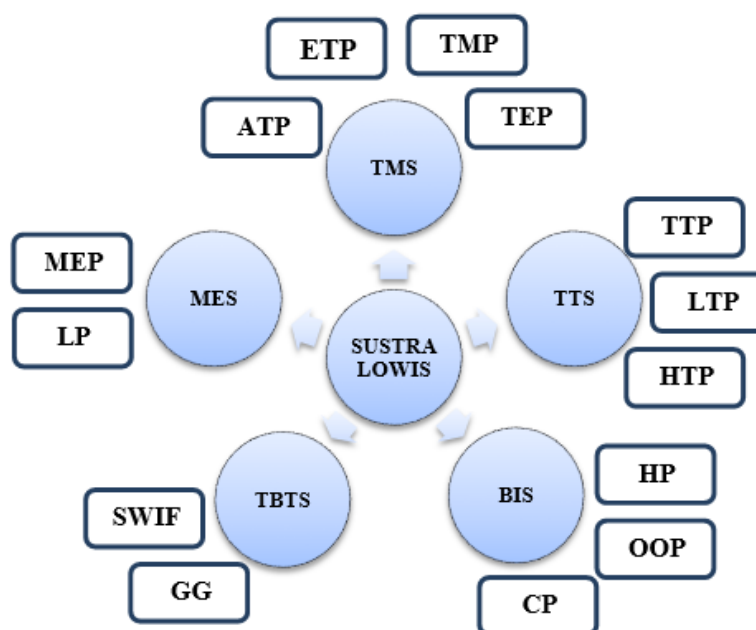 ETP
TMP
ATP
TEP
TMS
TTP
MEP
MES
TTS
LTP
LP
SUSTRA
LOWIS
HTP
HP
SWIF
TBTS
BIS
OOP
GG
CP